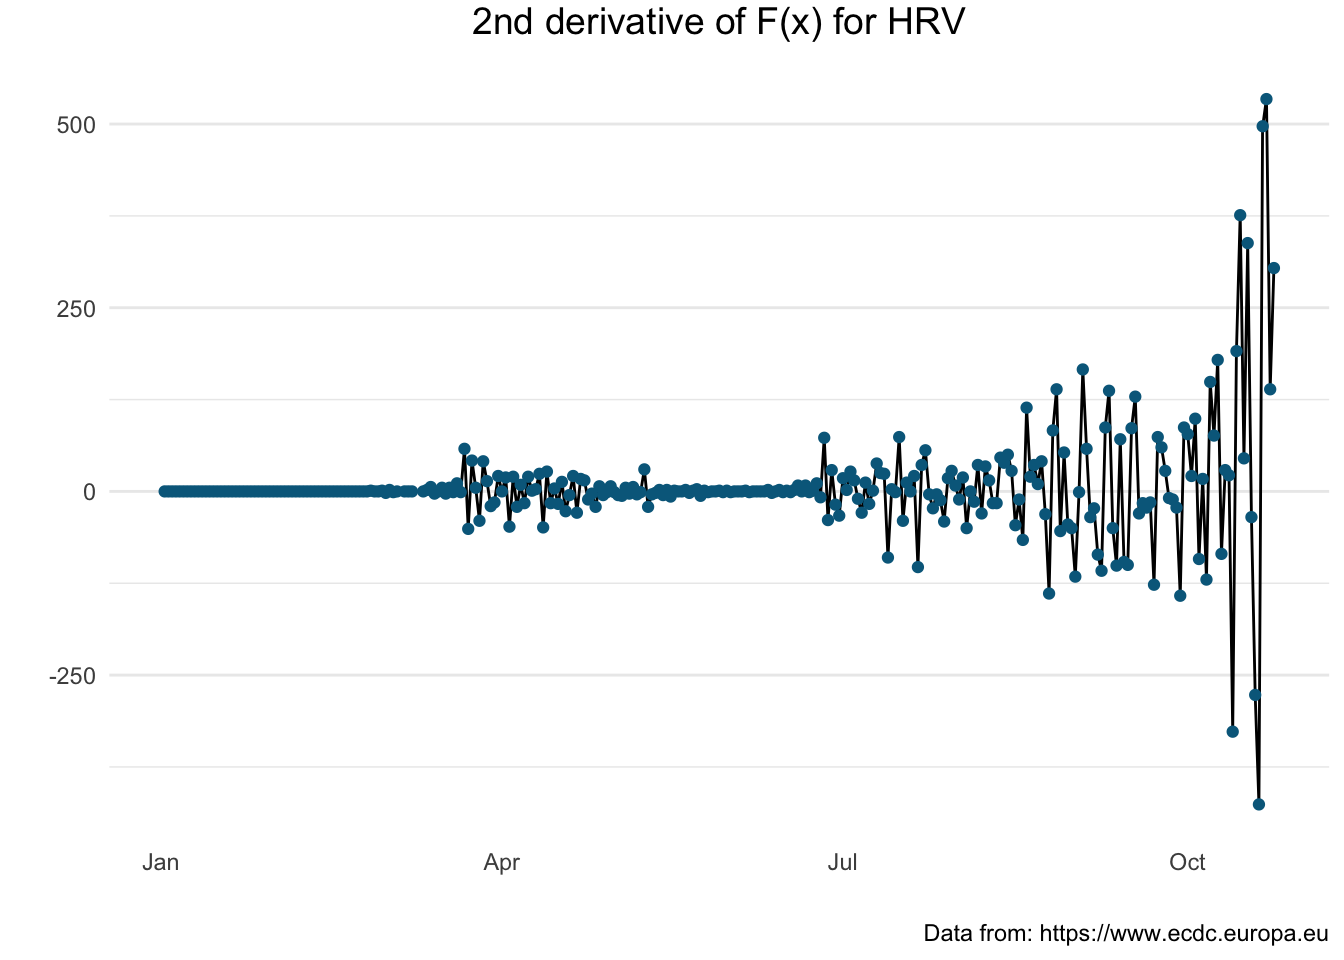 2nd derivative of F(x) for HRV
500
250
0
-250
Jan Apr Jul Oct
Data from: https://www.ecdc.europa.eu